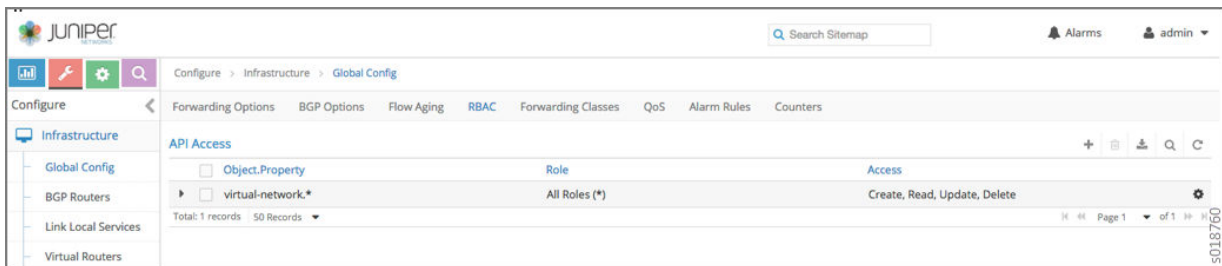 JUNIPER
NETWORKS
Search Sitemap
Alarms
admin
Configure > Infrastructure > Global Config
Configure
Forwarding Options BGP Options Flow Aging RBAC Forwarding Classes QoS Alarm Rules Counters
Infrastructure
API Access
Global Config
Object.Property Role Access
BGP Routers
virtual-network.* All Roles (*) Create, Read, Update, Delete
Total: 1 records 50 Records Page 1 of 1
Link Local Services
Virtual Routers
s018760